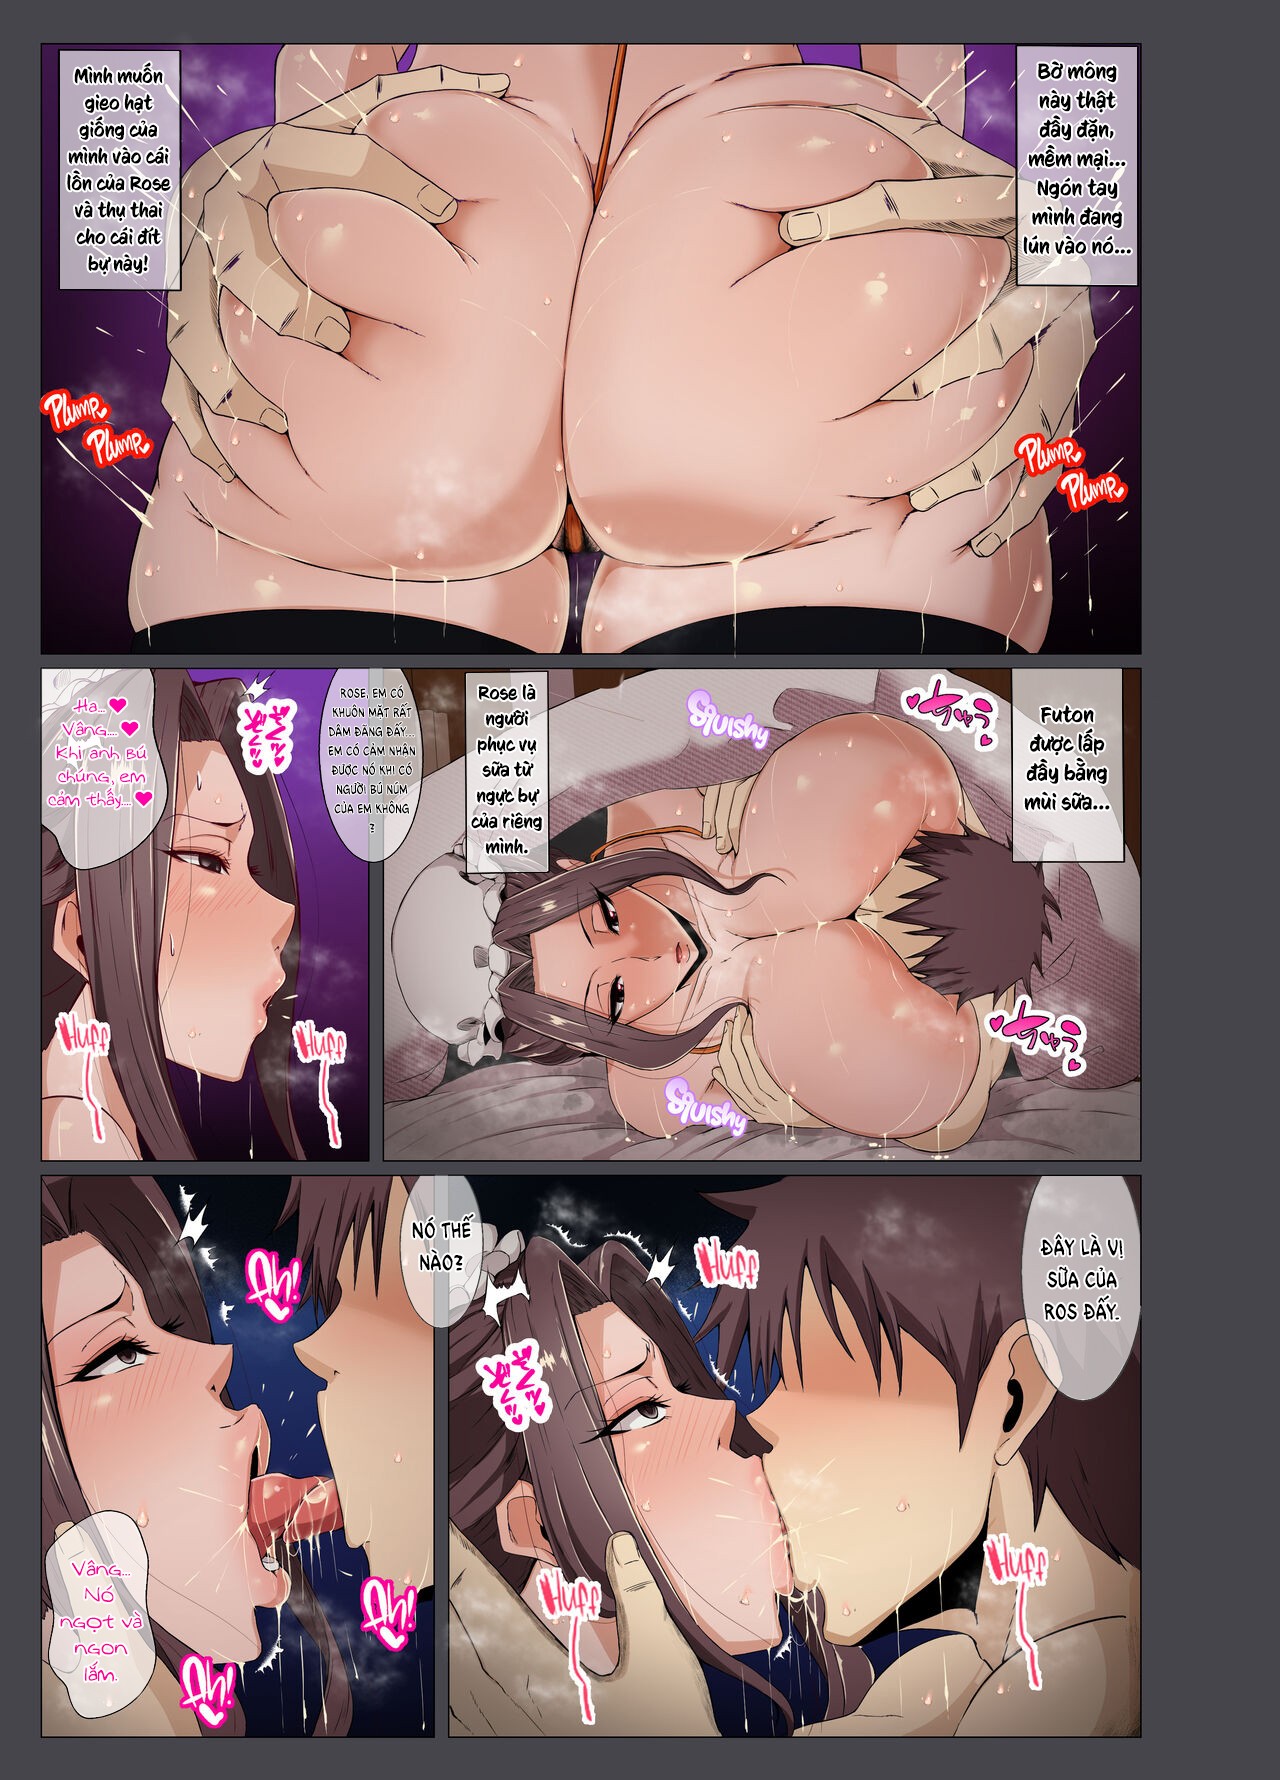 Bờ mông
này thật
đầy đặn,
mềm mại...
Ngón tay
mình đang
lún vào nó...
Mình muốn
gieo hạt
giống của
mình vào cái
lồn của Rose
và thụ thai
cho cái đít
bự này!
Plump
Plump
Plump
Plump
Futon
được lấp
đầy bằng
mùi sữa...
Rose là
người
phục vụ
sữa từ
ngực bự
của riêng
mình.
Squishy
Squishy
ROSE, EM CÓ
KHUÔN MẶT RẤT
DÂM ĐÃNG ĐẤY...
EM CÓ CẢM NHẬN
ĐƯỢC NÓ KHI CÓ
NGƯỜI BÚ NÚM
CỦA EM KHÔNG
?
Ha... ♥
Vâng.... ♥
Khi anh bú
chúng, em
cảm thấy.... ♥
Huff
Huff
ĐÂY LÀ VỊ
SỮA CỦA
ROS ĐẤY.
Huff
Huff
Huff
NÓ THẾ
NÀO?
Ah!
Ah!
Ah!
Vâng...
Nó
ngọt và
ngon
lắm.